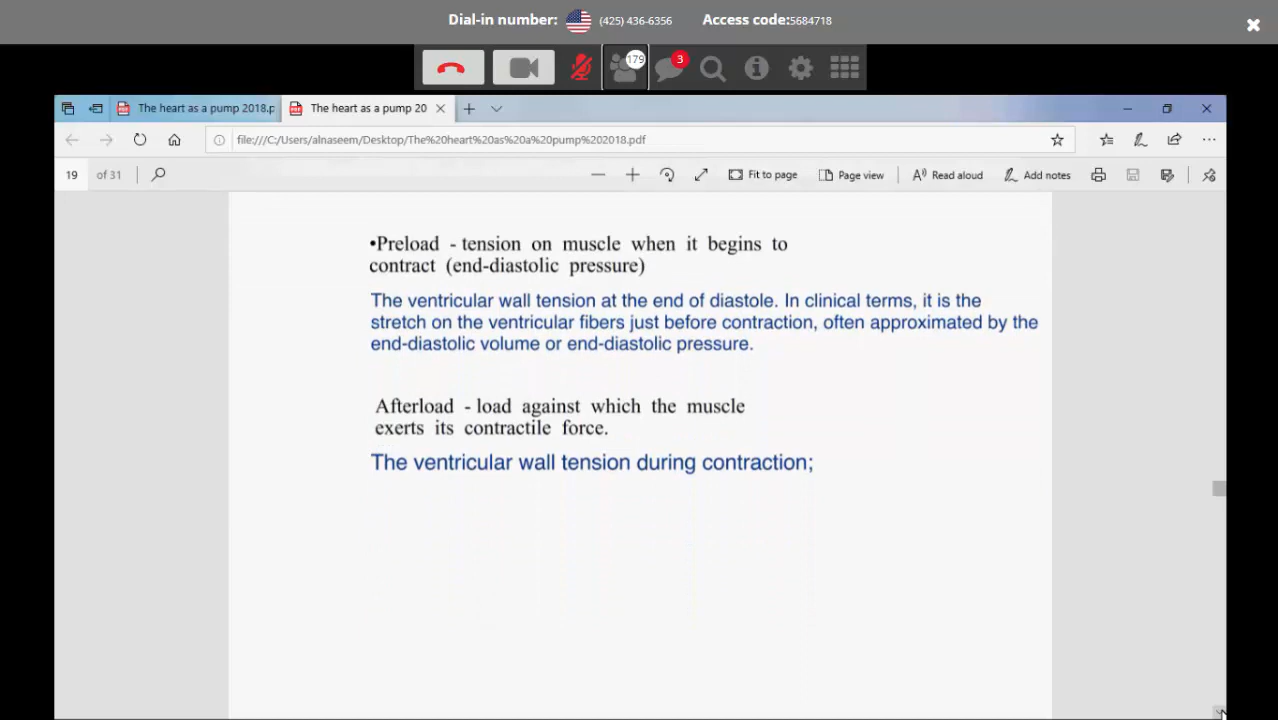 Dial-in number: (425) 436-6356 Access code:5684718
179 3
The heart as a pump 2018.p The heart as a pump 20
file:///C:/Users/alnaseem/Desktop/The%20heart%20as%20a%20pump%202018.pdf
19 of 31 Fit to page Page view Read aloud Add notes
•Preload - tension on muscle when it begins to
contract (end-diastolic pressure)
The ventricular wall tension at the end of diastole. In clinical terms, it is the
stretch on the ventricular fibers just before contraction, often approximated by the
end-diastolic volume or end-diastolic pressure.
Afterload - load against which the muscle
exerts its contractile force.
The ventricular wall tension during contraction;